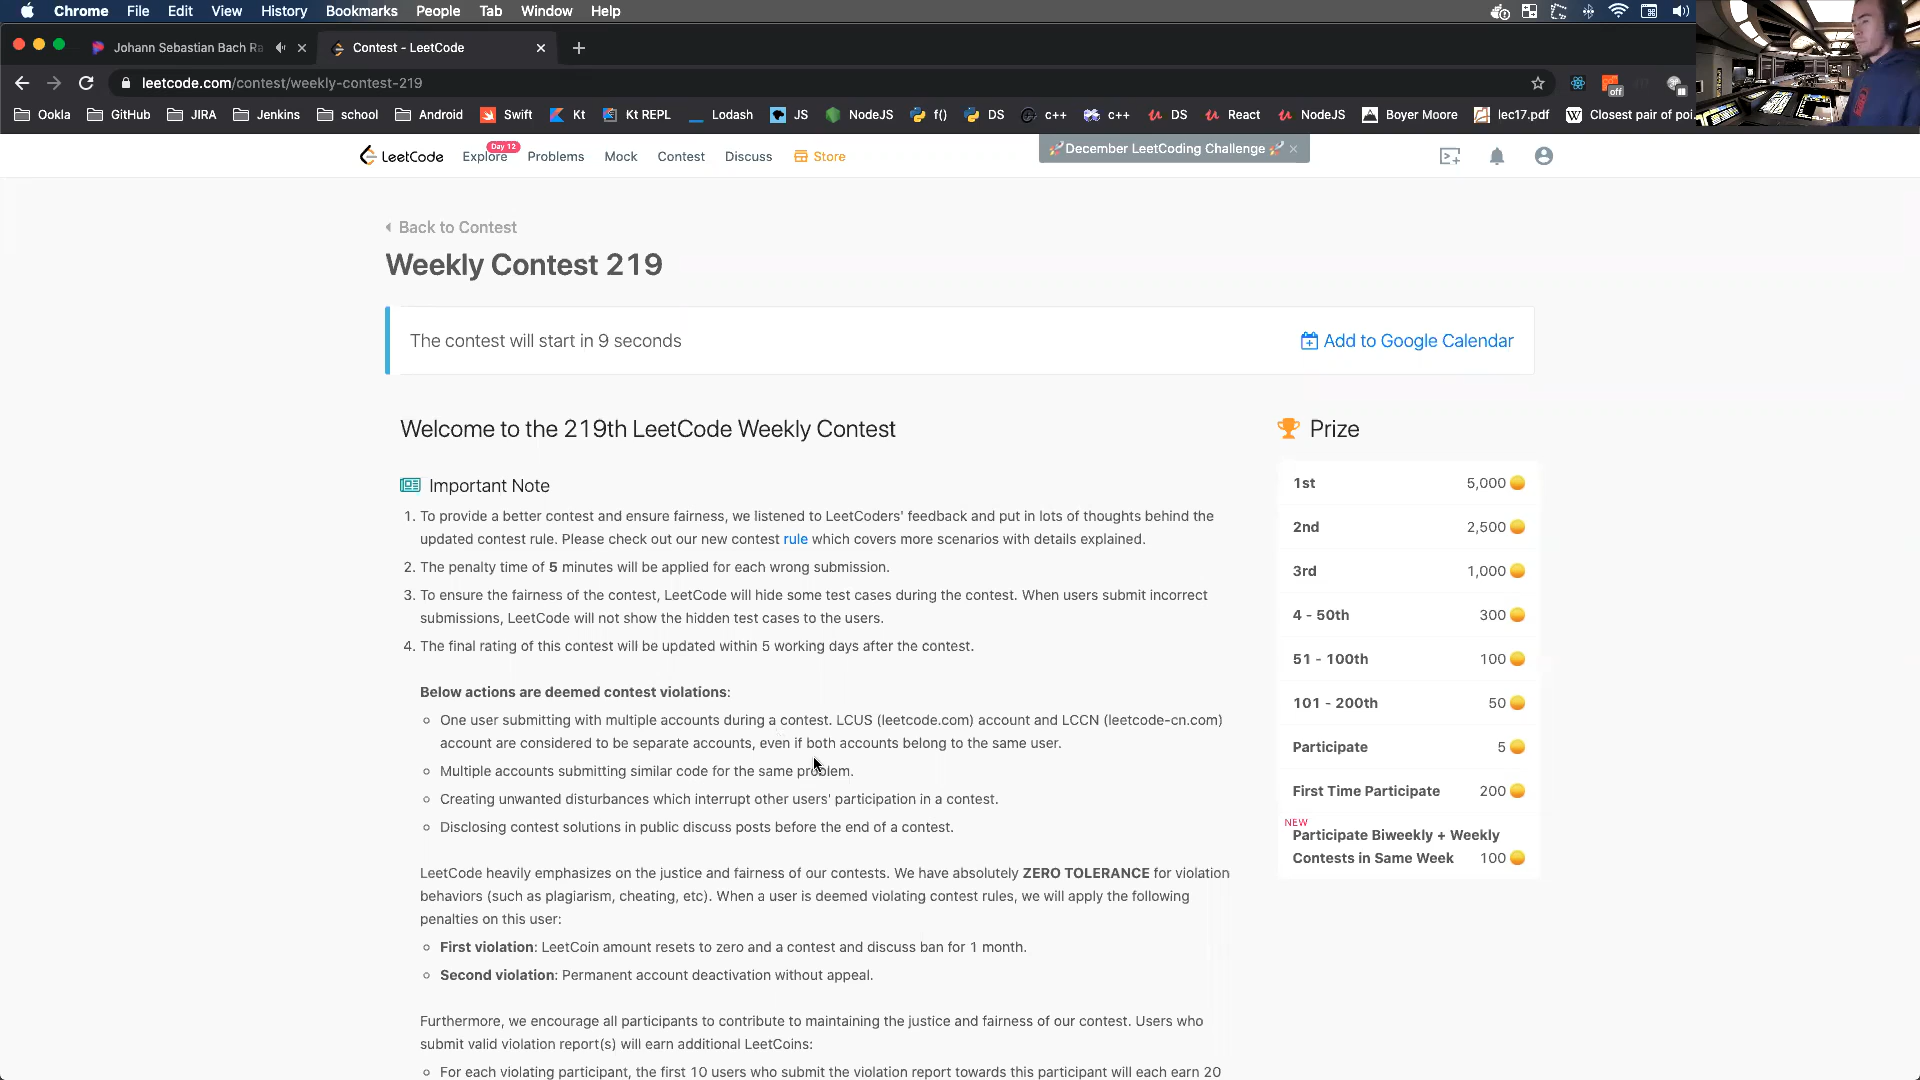 Chrome File Edit View History Bookmarks People Tab Window Help
Johann Sebastian Bach Ra
Contest - LeetCode
leetcode.com/contest/weekly-contest-219
off
Ookla GitHub JIRA Jenkins school Android Swift Kt Kt REPL Lodash JS NodeJS f() DS c++ c++ DS React NodeJS Boyer Moore lec17.pdf Closest pair of poi
LeetCode Explore Day 12 Problems Mock Contest Discuss Store
December LeetCoding Challenge
Back to Contest
Weekly Contest 219
The contest will start in 9 seconds
Add to Google Calendar
Welcome to the 219th LeetCode Weekly Contest
Important Note
1. To provide a better contest and ensure fairness, we listened to LeetCoders' feedback and put in lots of thoughts behind the
updated contest rule. Please check out our new contest rule which covers more scenarios with details explained.
2. The penalty time of 5 minutes will be applied for each wrong submission.
3. To ensure the fairness of the contest, LeetCode will hide some test cases during the contest. When users submit incorrect
submissions, LeetCode will not show the hidden test cases to the users.
4. The final rating of this contest will be updated within 5 working days after the contest.
Below actions are deemed contest violations:
One user submitting with multiple accounts during a contest. LCUS (leetcode.com) account and LCCN (leetcode-cn.com)
account are considered to be separate accounts, even if both accounts belong to the same user.
Multiple accounts submitting similar code for the same problem.
Creating unwanted disturbances which interrupt other users' participation in a contest.
Disclosing contest solutions in public discuss posts before the end of a contest.
LeetCode heavily emphasizes on the justice and fairness of our contests. We have absolutely ZERO TOLERANCE for violation
behaviors (such as plagiarism, cheating, etc). When a user is deemed violating contest rules, we will apply the following
penalties on this user:
First violation: LeetCoin amount resets to zero and a contest and discuss ban for 1 month.
Second violation: Permanent account deactivation without appeal.
Furthermore, we encourage all participants to contribute to maintaining the justice and fairness of our contest. Users who
submit valid violation report(s) will earn additional LeetCoins:
For each violating participant, the first 10 users who submit the violation report towards this participant will each earn 20
Prize
1st 5,000
2nd 2,500
3rd 1,000
4 - 50th 300
51 - 100th 100
101 - 200th 50
Participate 5
First Time Participate 200
NEW
Participate Biweekly + Weekly
Contests in Same Week 100